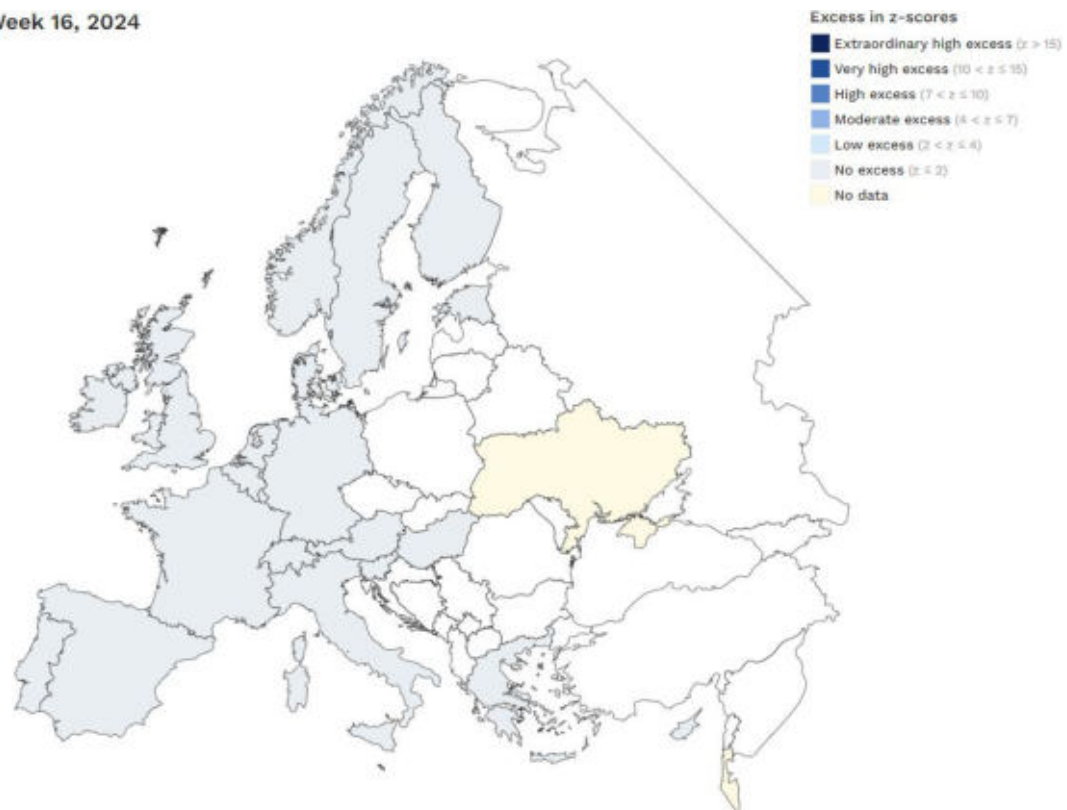 Week 16, 2024
Excess in z-scores
Extraordinary high excess (z > 15)
Very high excess (10 < z ≤ 15)
High excess (7 < z ≤ 10)
Moderate excess (4 < z ≤ 7)
Low excess (2 < z ≤ 4)
No excess (z ≤ 2)
No data